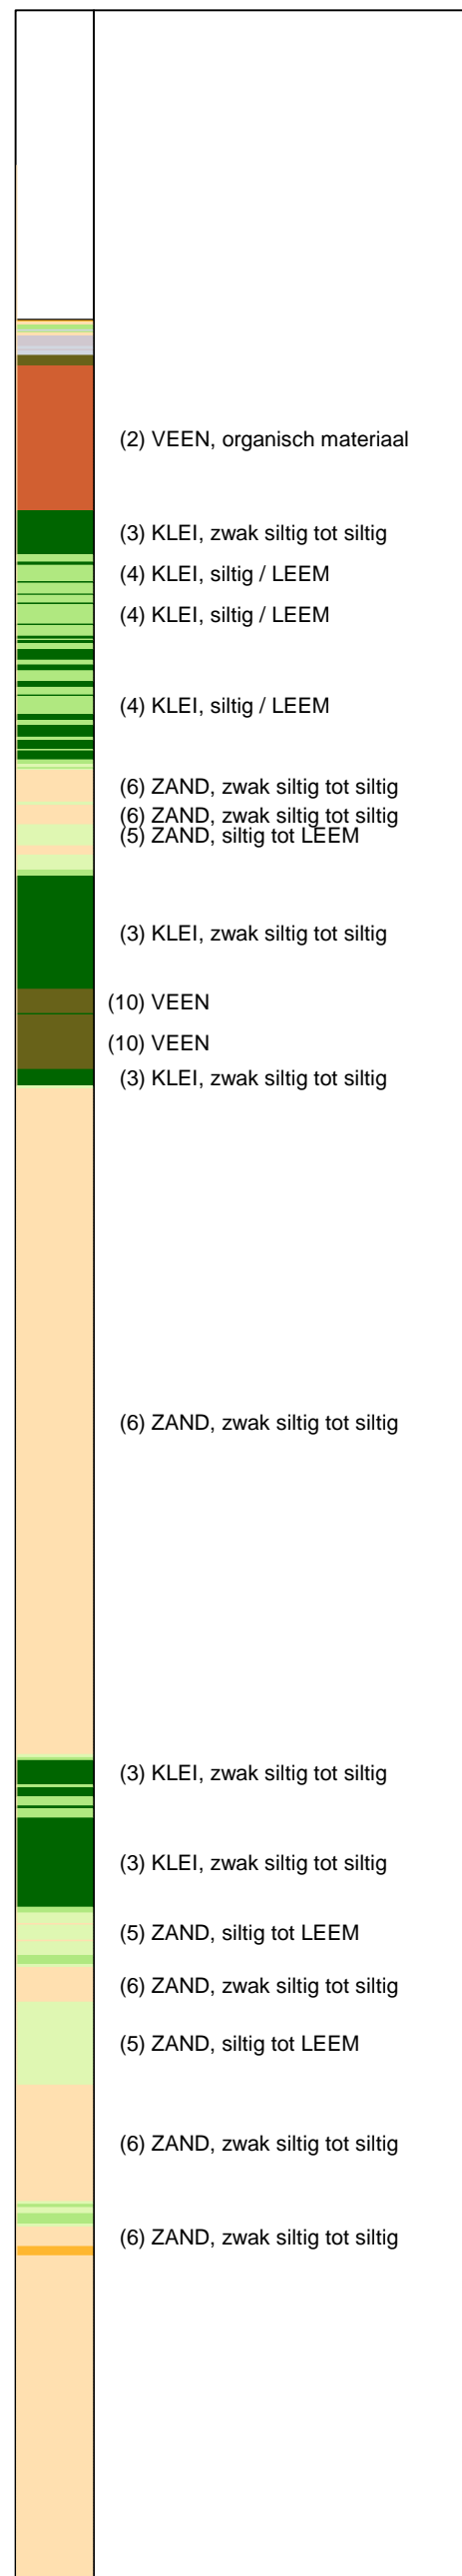 (2) VEEN, organisch materiaal
(3) KLEI, zwak siltig tot siltig
(4) KLEI, siltig / LEEM
(4) KLEI, siltig / LEEM
(4) KLEI, siltig / LEEM
(6) ZAND, zwak siltig tot siltig
(6) ZAND, zwak siltig tot siltig
(5) ZAND, siltig tot LEEM
(3) KLEI, zwak siltig tot siltig
(10) VEEN
(10) VEEN
(3) KLEI, zwak siltig tot siltig
(6) ZAND, zwak siltig tot siltig
(3) KLEI, zwak siltig tot siltig
(3) KLEI, zwak siltig tot siltig
(5) ZAND, siltig tot LEEM
(6) ZAND, zwak siltig tot siltig
(5) ZAND, siltig tot LEEM
(6) ZAND, zwak siltig tot siltig
(6) ZAND, zwak siltig tot siltig